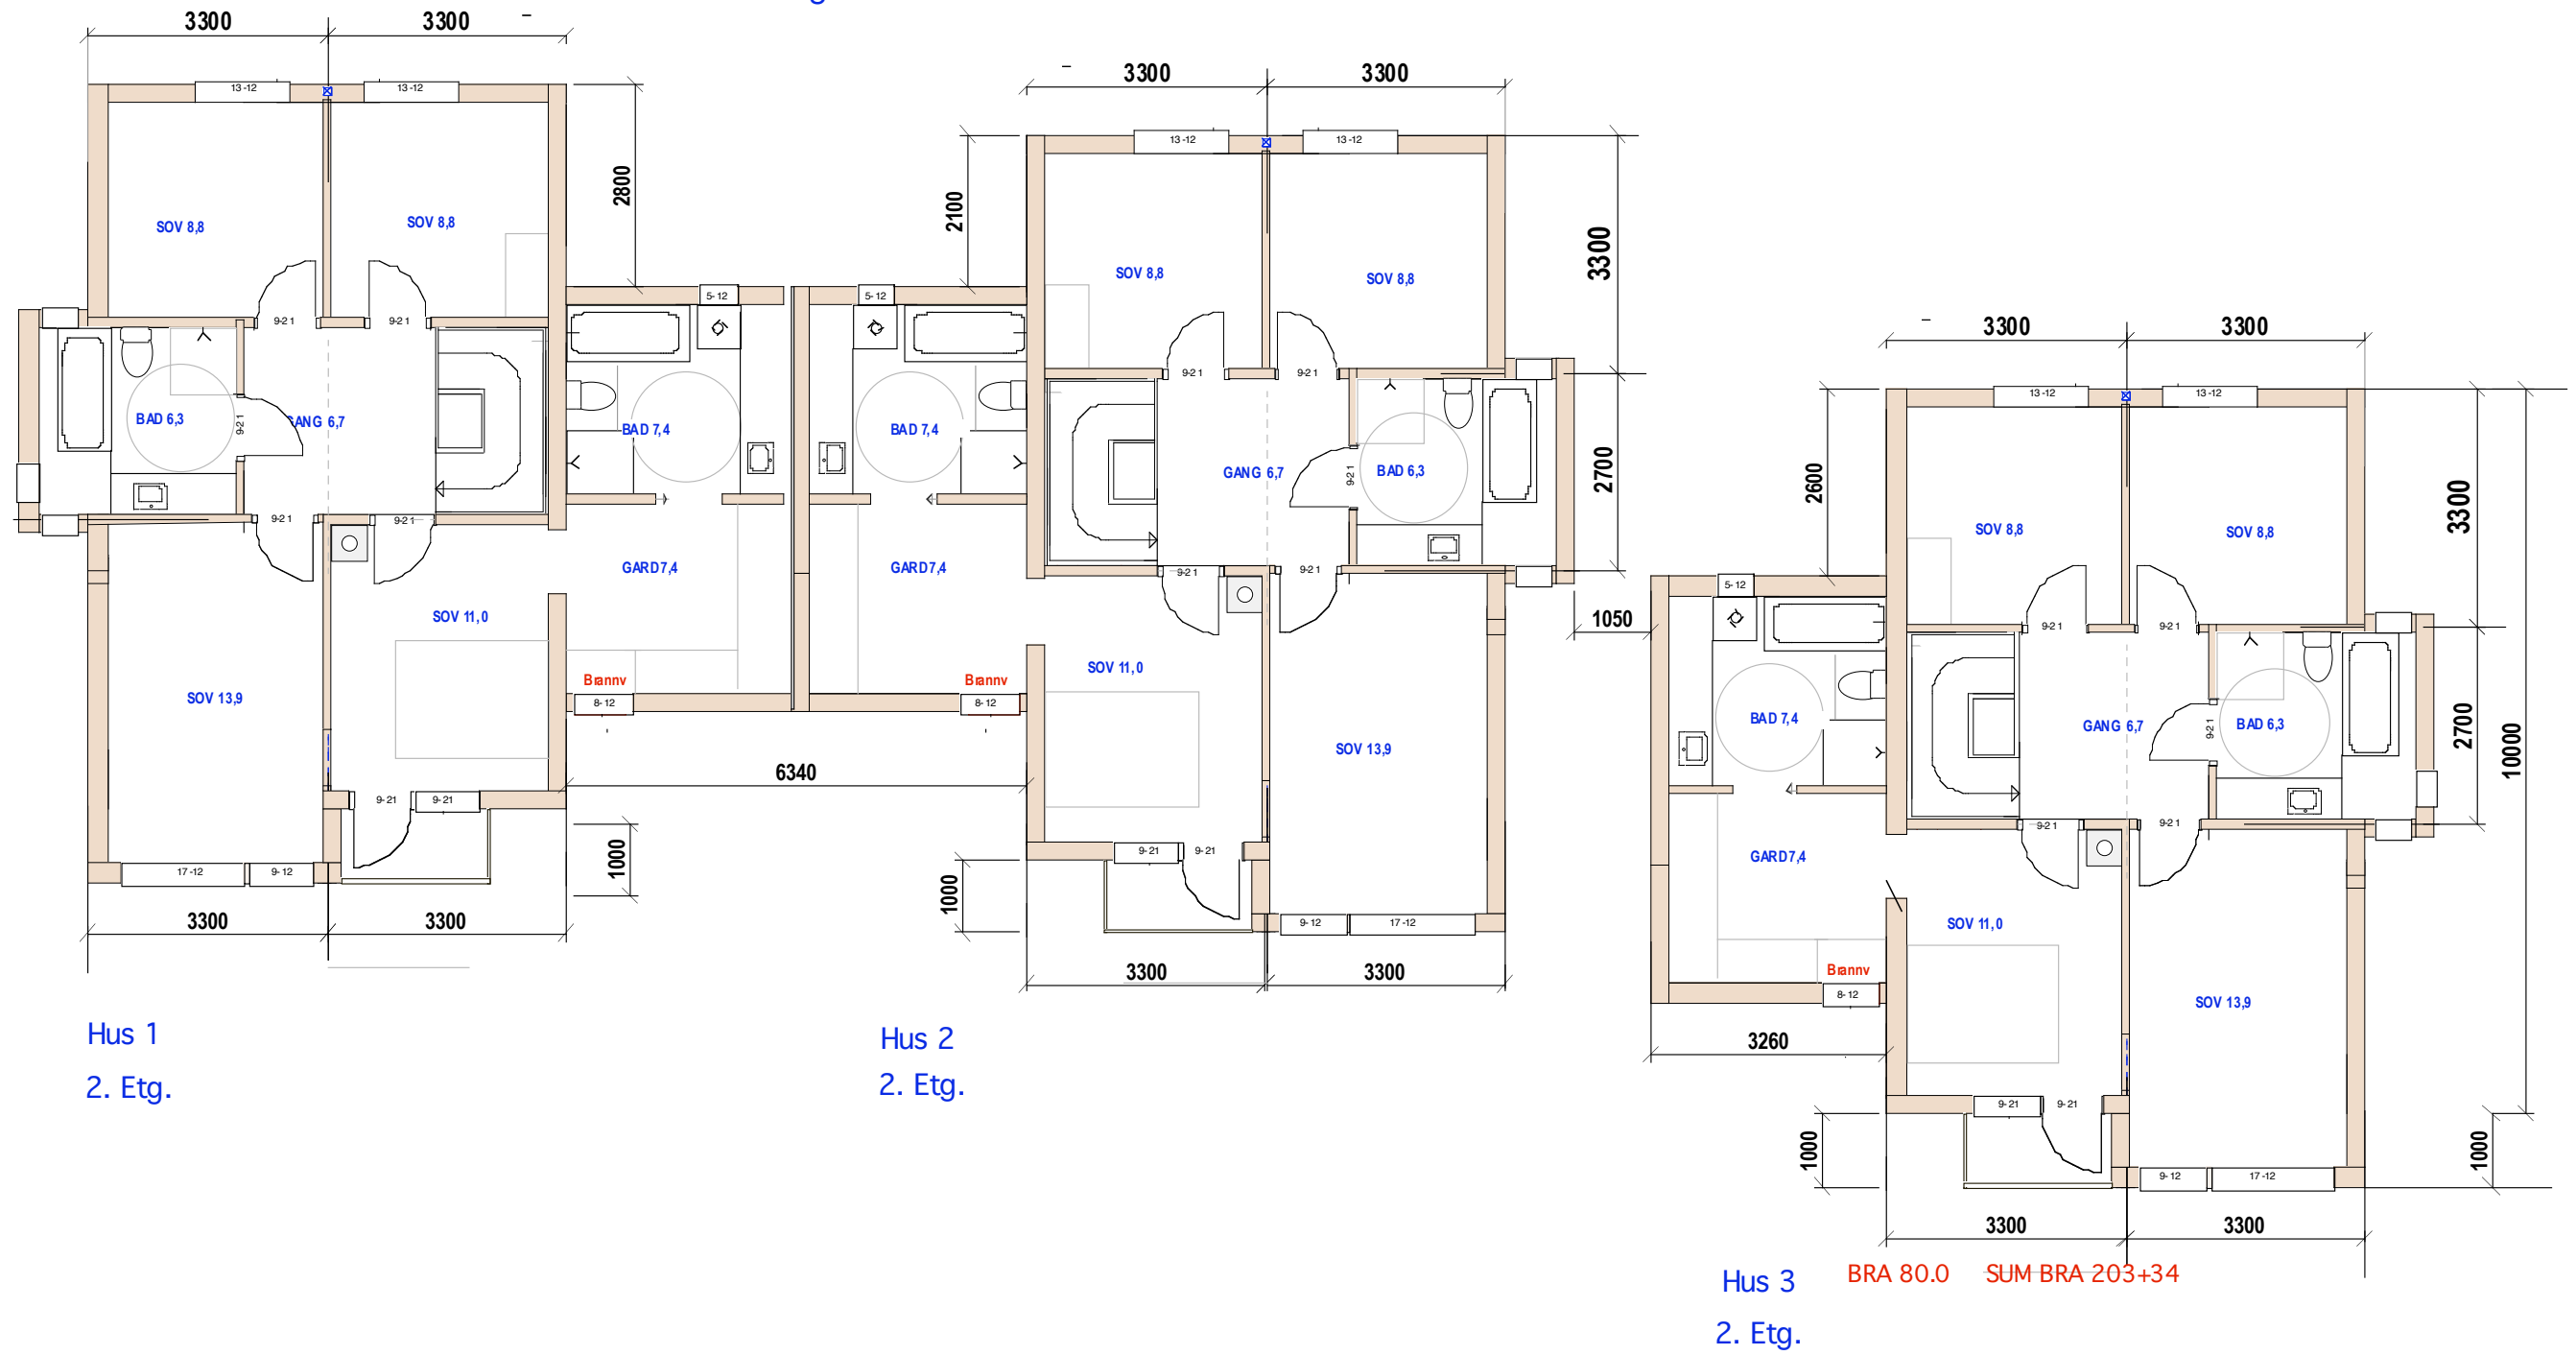 3300 3300
13-12 13-12
2800
SOV 8,8 SOV 8,8
9-21 9-21
BAD 6,3 9-21 GANG 6,7
9-21 9-21
SOV 11,0
SOV 13,9
9-21 9-21
17-12 9-12
1000
3300 3300
5-12 5-12
BAD 7,4 BAD 7,4
GARD7,4 GARD7,4
Brannv Brannv
8-12 8-12
6340
Hus 1
2. Etg.
3300 3300
13-12 13-12
2100
3300
SOV 8,8 SOV 8,8
9-21 9-21
GANG 6,7 9-21 BAD 6,3
2700
9-21 9-21
1050
SOV 11,0
SOV 13,9
9-21 9-21
1000
9-12 17-12
3300 3300
Hus 2
2. Etg.
3300 3300
13-12 13-12
2600
3300
SOV 8,8 SOV 8,8
5-12
9-21 9-21
BAD 7,4
GANG 6,7 9-21 BAD 6,3
2700
10000
9-21 9-21
GARD7,4
SOV 11,0
Brannv
8-12
SOV 13,9
3260
9-21 9-21
1000 1000
9-12 17-12
3300 3300
Hus 3 BRA 80.0 SUM BRA 203+34
2. Etg.